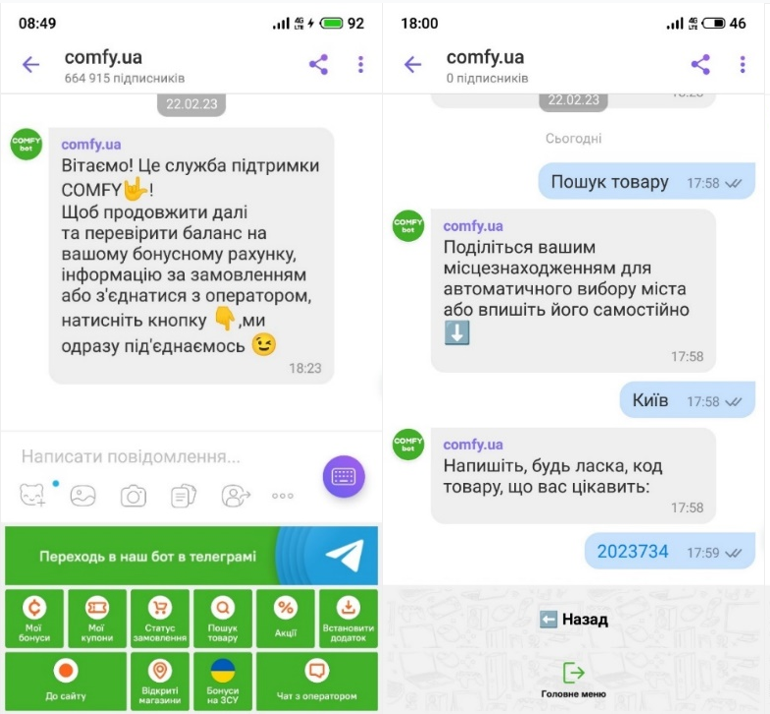 08:49
4G
LTE
92
comfy.ua
664 915 підписників
22.02.23
COMFY
bot
comfy.ua
Вітаємо! Це служба підтримки
COMFY🤟!
Щоб продовжити далі
та перевірити баланс на
вашому бонусному рахунку,
інформацію за замовленням
або з'єднатися з оператором,
натисніть кнопку 👇,ми
одразу під'єднаємось 😉
18:23
Написати повідомлення...
Переходь в наш бот в телеграмі
Мої
бонуси
Мої
купони
Статус
замовлення
Пошук
товару
%
Акції
Встановити
додаток
До сайту
Відкриті
магазини
Бонуси
на ЗСУ
Чат з оператором
18:00
4G
LTE
46
comfy.ua
0 підписників
22.02.23
Сьогодні
Пошук товару 17:58
COMFY
bot
comfy.ua
Поділіться вашим
місцезнаходженням для
автоматичного вибору міста
або впишіть його самостійно
⬇️
17:58
Київ 17:58
COMFY
bot
comfy.ua
Напишіть, будь ласка, код
товару, що вас цікавить:
17:58
2023734 17:59
⬅️ Назад
Головне меню